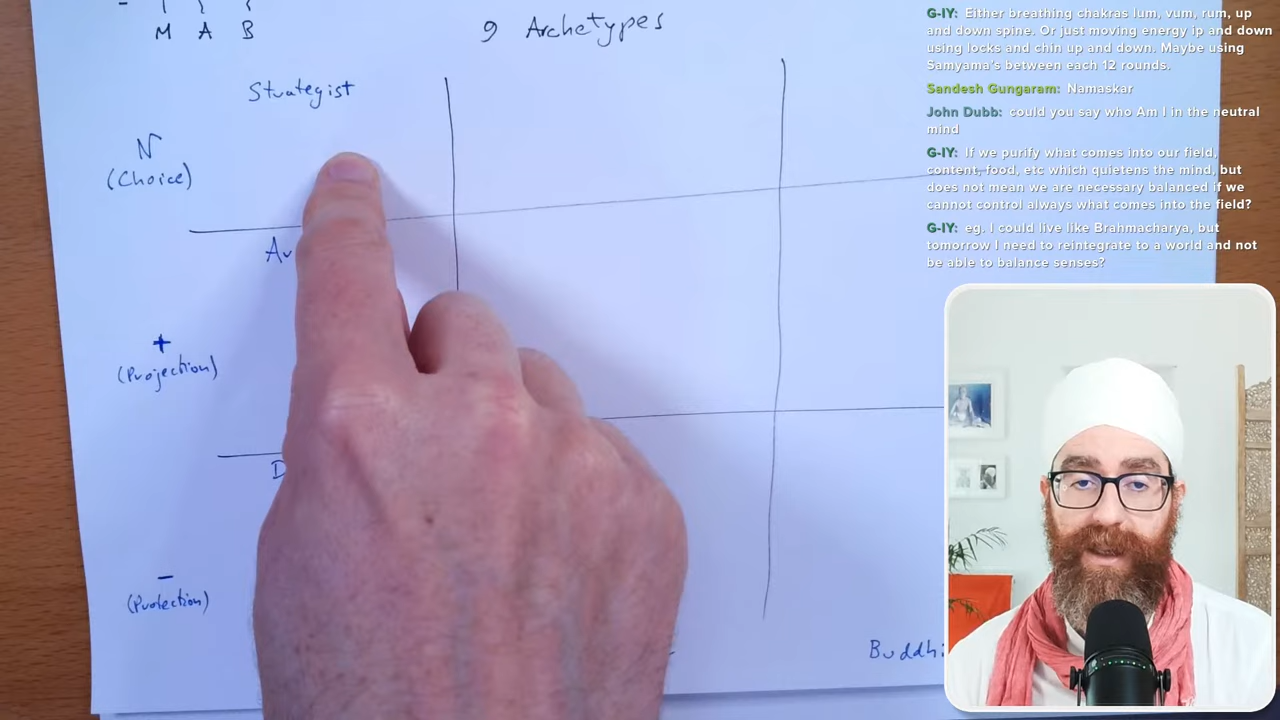 M A B
9 Archetypes
Strategist
N
(Choice)
+
(Projection)
-
(Protection)
G-IY: Either breathing chakras lum, vum, rum, up
and down spine. Or just moving energy ip and down
using locks and chin up and down. Maybe using
Samyama's between each 12 rounds.
Sandesh Gungaram: Namaskar
John Dubb: could you say who Am I in the neutral
mind
G-IY: If we purify what comes into our field,
content, food, etc which quietens the mind, but
does not mean we are necessary balanced if we
cannot control always what comes into the field?
G-IY: eg. I could live like Brahmacharya, but
tomorrow I need to reintegrate to a world and not
be able to balance senses?